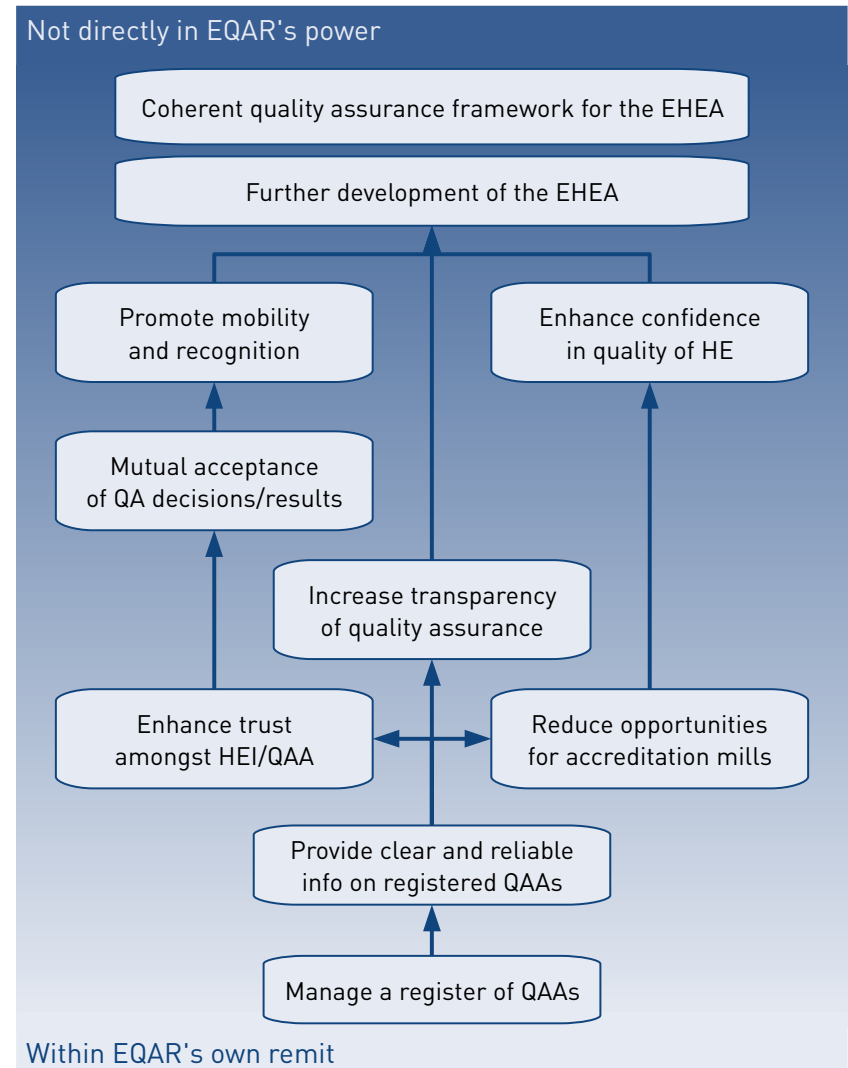 Not directly in EQAR's power
Coherent quality assurance framework for the EHEA
Further development of the EHEA
Promote mobility
and recognition
Enhance confidence
in quality of HE
Mutual acceptance
of QA decisions/results
Increase transparency
of quality assurance
Enhance trust
amongst HEI/QAA
Reduce opportunities
for accreditation mills
Provide clear and reliable
info on registered QAAs
Manage a register of QAAs
Within EQAR's own remit